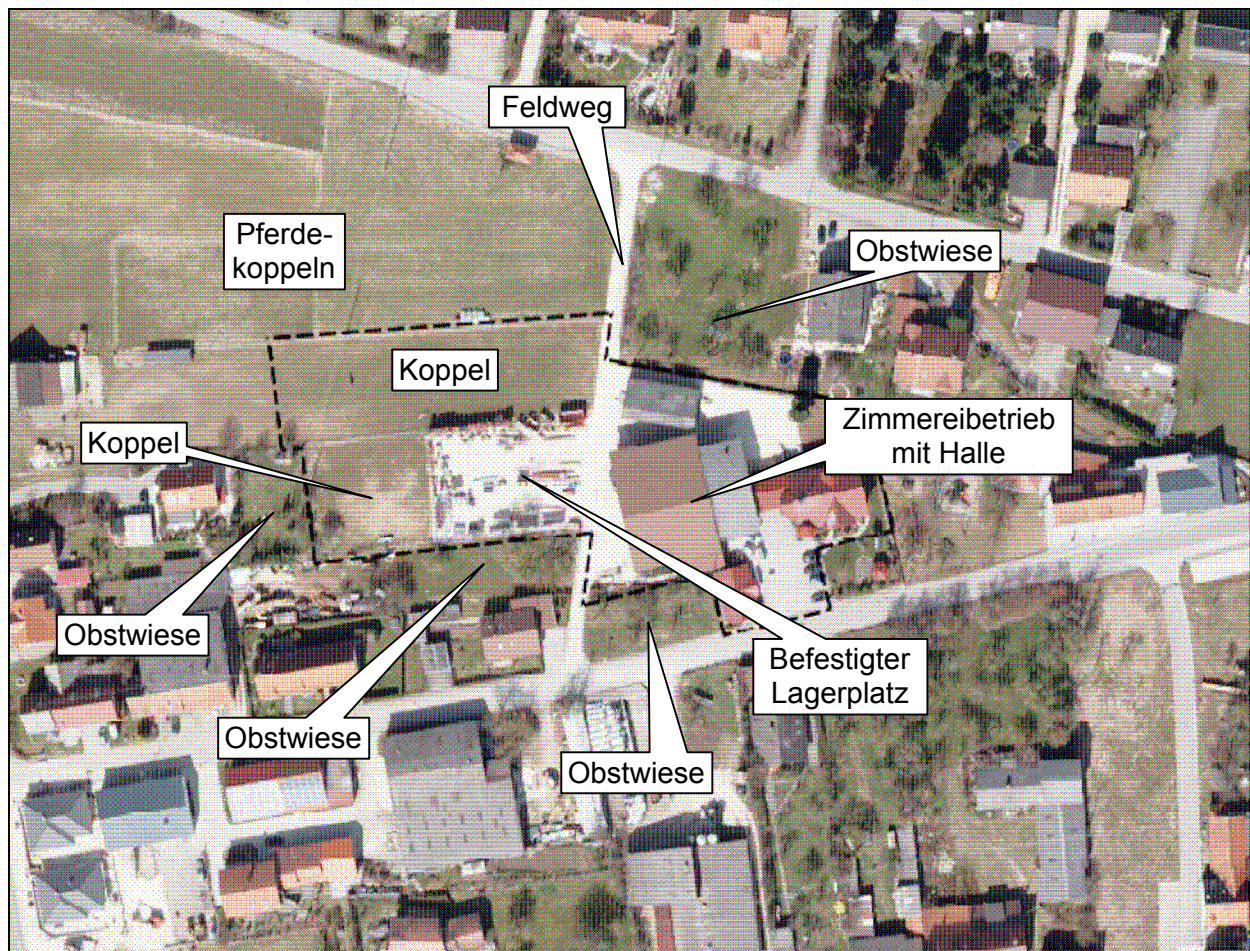 Feldweg
Pferde-
koppeln
Obstwiese
Koppel
Zimmereibetrieb
mit Halle
Koppel
Obstwiese
Befestigter
Lagerplatz
Obstwiese
Obstwiese